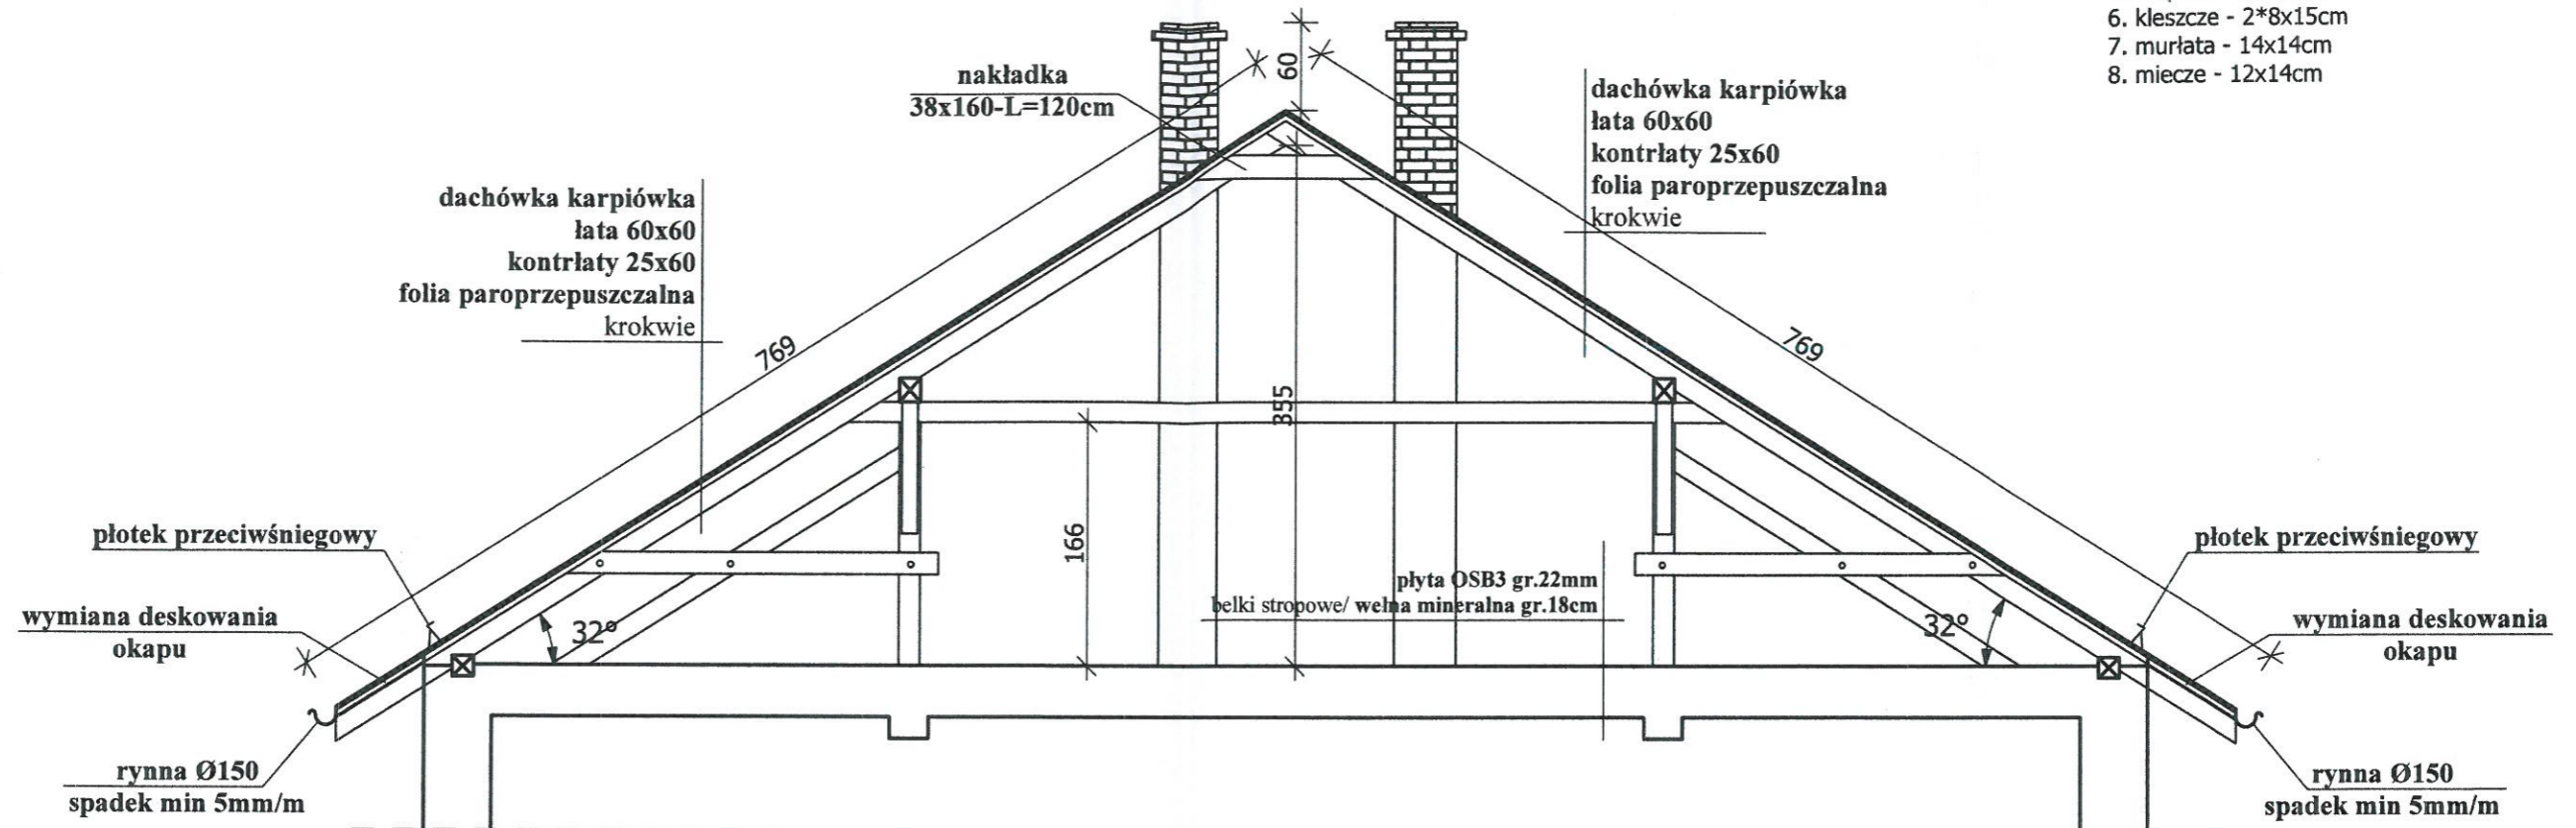 6. kleszcze - 2*8x15cm
7. murłata - 14x14cm
8. miecze - 12x14cm
60
nakładka
38x160-L=120cm
dachówka karpiówka
łata 60x60
kontrłaty 25x60
folia paroprzepuszczalna
krokwie
dachówka karpiówka
łata 60x60
kontrłaty 25x60
folia paroprzepuszczalna
krokwie
769
769
355
166
płotek przeciwśniegowy
płotek przeciwśniegowy
płyta OSB3 gr.22mm
belki stropowe/ wełna mineralna gr.18cm
wymiana deskowania
okapu
32°
32°
wymiana deskowania
okapu
rynna Ø150
spadek min 5mm/m
rynna Ø150
spadek min 5mm/m